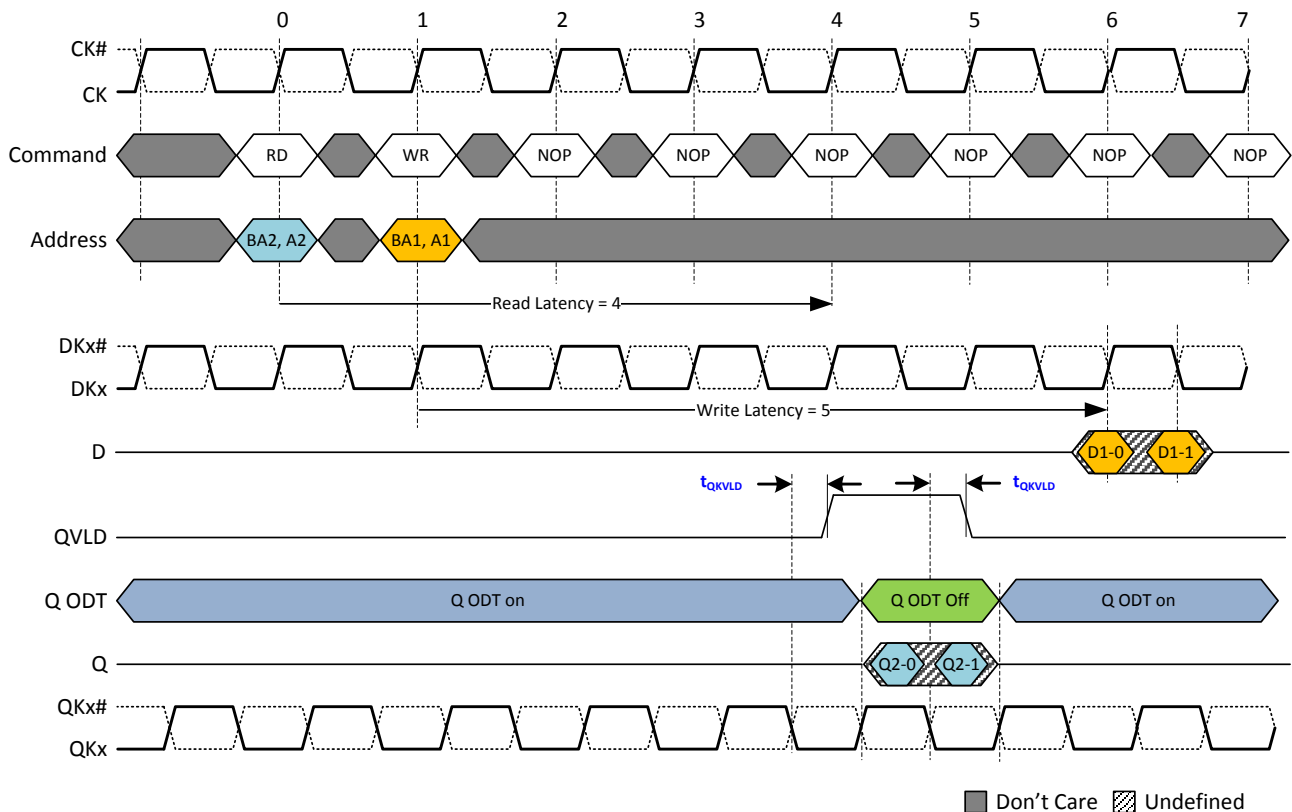 0 1 2 3 4 5 6 7
CK#
CK
Command RD WR NOP NOP NOP NOP NOP NOP
Address BA2, A2 BA1, A1
Read Latency = 4
DKx#
DKx
Write Latency = 5
D D1-0 D1-1
tQKVLD tQKVLD
QVLD
Q ODT Q ODT on Q ODT Off Q ODT on
Q Q2-0 Q2-1
QKx#
QKx
Don't Care Undefined